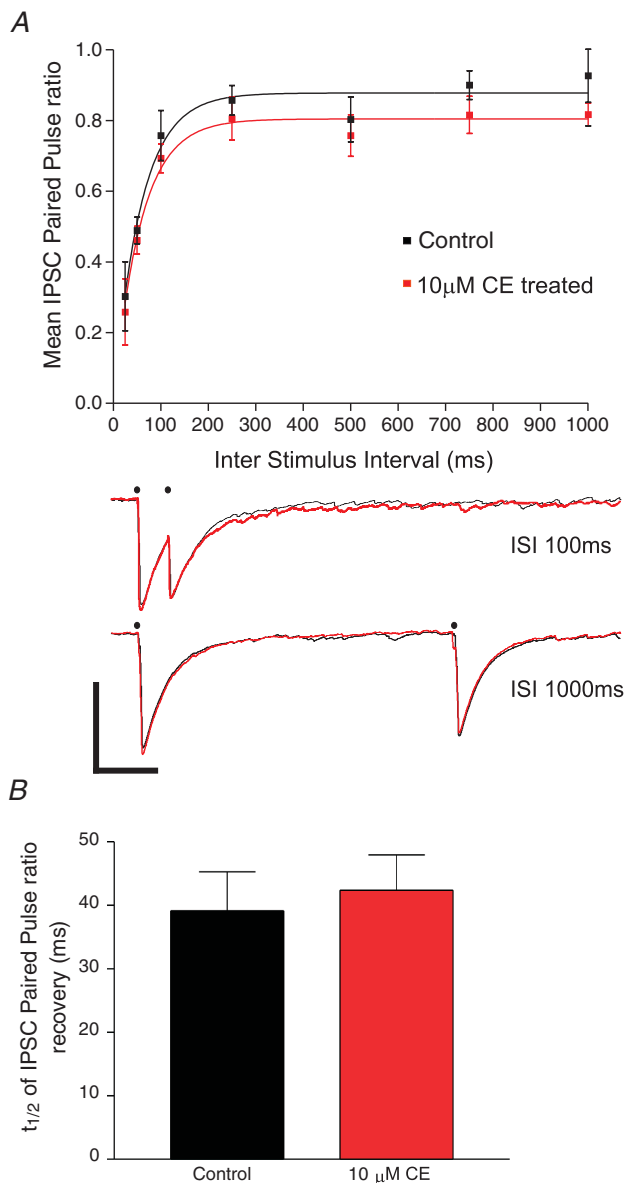 A
Mean IPSC Paired Pulse ratio
1.0
0.8
0.6
0.4
0.2
0.0
Control
10μM CE treated
0 100 200 300 400 500 600 700 800 900 1000
Inter Stimulus Interval (ms)
ISI 100ms
ISI 1000ms
B
t1/2 of IPSC Paired Pulse ratio
recovery (ms)
50
40
30
20
10
0
Control 10 μM CE